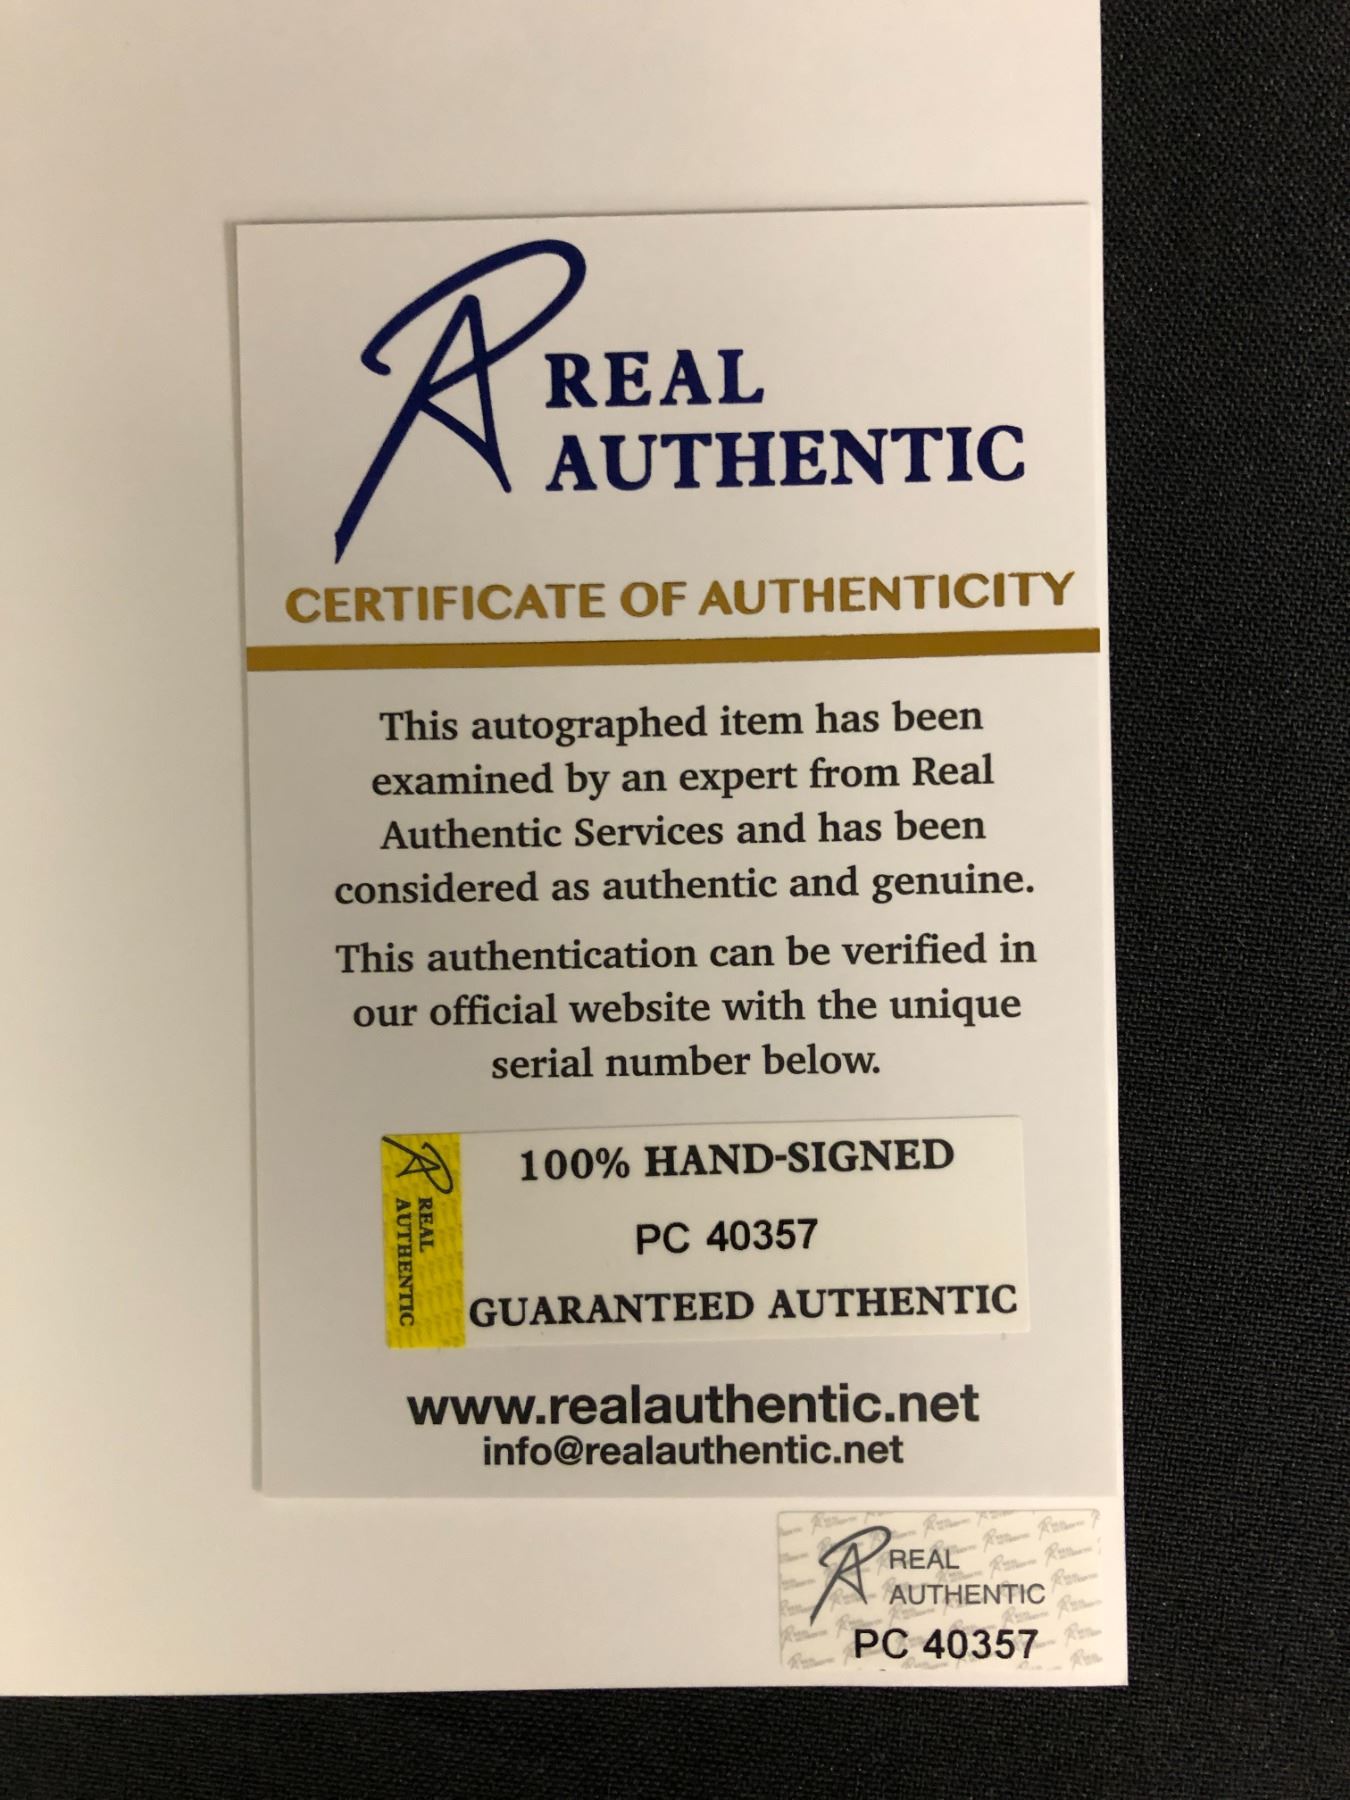 REAL
AUTHENTIC
CERTIFICATE OF AUTHENTICITY
This autographed item has been
examined by an expert from Real
Authentic Services and has been
considered as authentic and genuine.
This authentication can be verified in
our official website with the unique
serial number below.
REAL
AUTHENTIC
100% HAND-SIGNED
PC 40357
GUARANTEED AUTHENTIC
www.realauthentic.net
info@realauthentic.net
REAL
AUTHENTIC
PC 40357